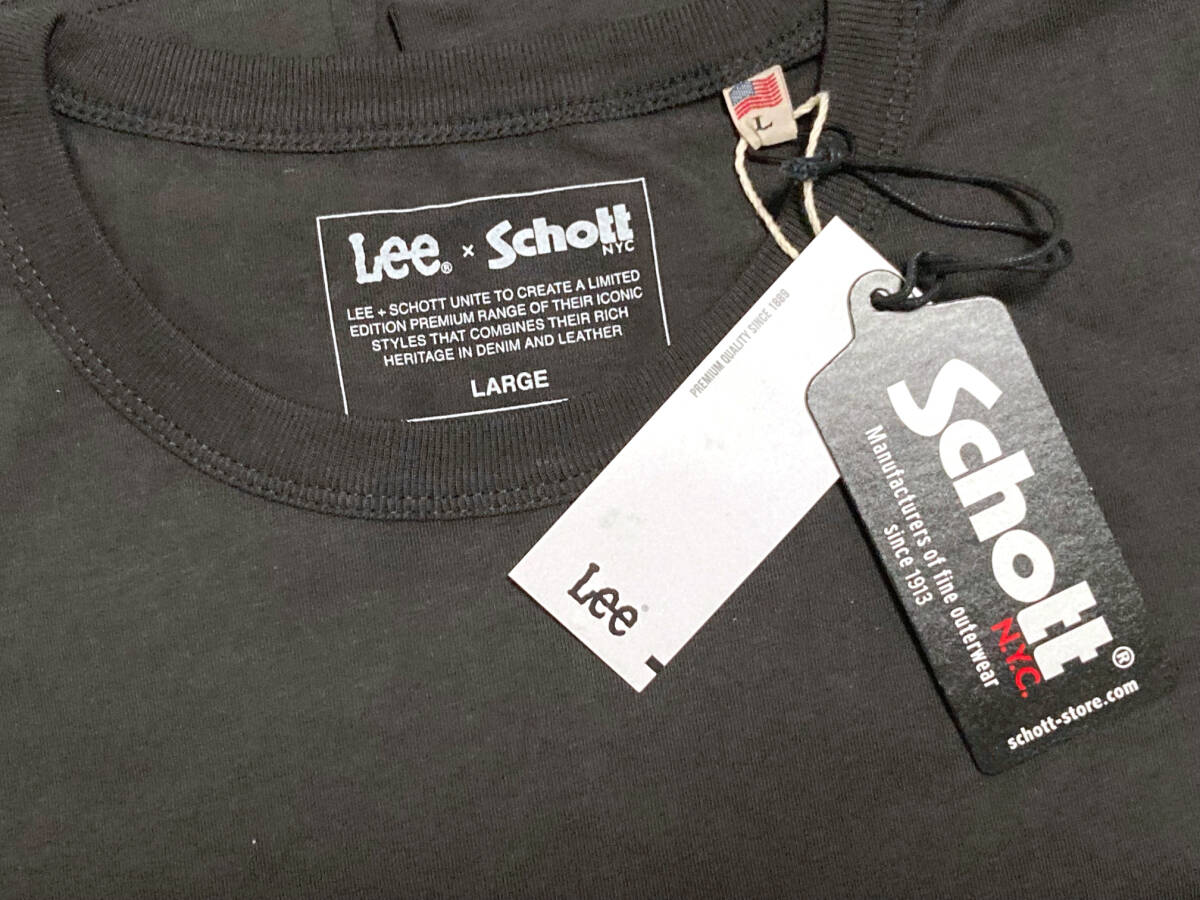 L
Lee® × Schott
NYC
LEE + SCHOTT UNITE TO CREATE A LIMITED
EDITION PREMIUM RANGE OF THEIR ICONIC
STYLES THAT COMBINES THEIR RICH
HERITAGE IN DENIM AND LEATHER
LARGE
PREMIUM QUALITY SINCE 1889
Lee®
Schott®
N.Y.C.
Manufacturers of fine outerwear
since 1913
schott-store.com